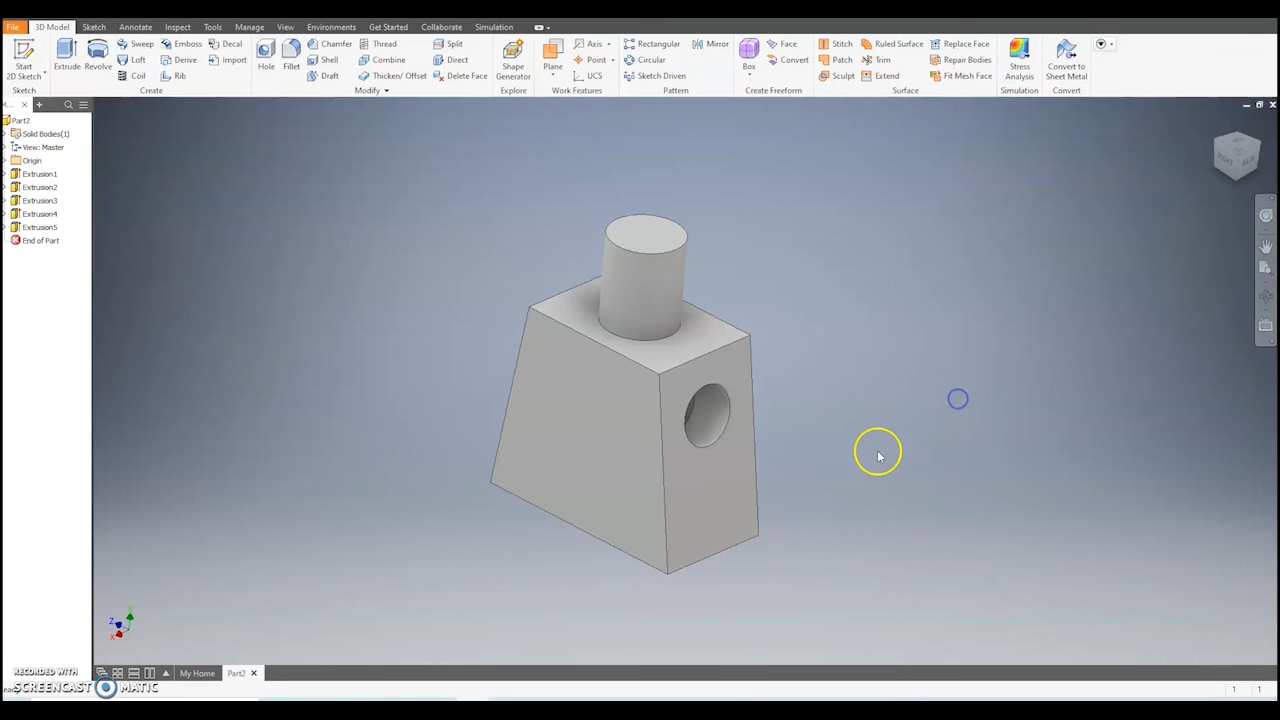 File 3D Model Sketch Annotate Inspect Tools Manage View Environments Get Started Collaborate Simulation
Start
2D Sketch
Sketch
Extrude
Revolve
Sweep
Loft
Coil
Emboss
Derive
Rib
Decal
Import
Create
Hole
Fillet
Chamfer
Shell
Draft
Thread
Combine
Thicken/ Offset
Split
Direct
Delete Face
Modify
Shape
Generator
Explore
Plane
Axis
Point
UCS
Work Features
Rectangular
Circular
Sketch Driven
Mirror
Pattern
Box
Face
Convert
Create Freeform
Stitch
Patch
Sculpt
Ruled Surface
Trim
Extend
Replace Face
Repair Bodies
Fit Mesh Face
Surface
Stress
Analysis
Simulation
Convert to
Sheet Metal
Convert
M...
Part2
Solid Bodies(1)
View: Master
Origin
Extrusion1
Extrusion2
Extrusion3
Extrusion4
Extrusion5
End of Part
Y
Z
X
My Home
Part2
RECORDED WITH
SCREENCAST MATIC
1 1